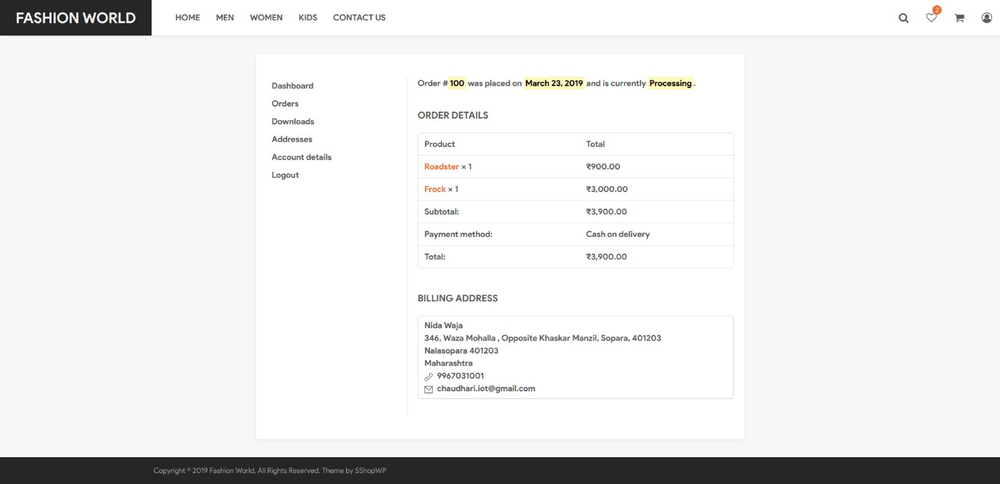 FASHION WORLD
HOME MEN WOMEN KIDS CONTACT US
2
Dashboard
Orders
Downloads
Addresses
Account details
Logout
Order #100 was placed on March 23, 2019 and is currently Processing.
ORDER DETAILS
Product Total
Roadster × 1 ₹900.00
Frock × 1 ₹3,000.00
Subtotal: ₹3,900.00
Payment method: Cash on delivery
Total: ₹3,900.00
BILLING ADDRESS
Nida Waja
346, Waza Mohalla , Opposite Khaskar Manzil, Sopara, 401203
Nalasopara 401203
Maharashtra
9967031001
chaudhari.iot@gmail.com
Copyright © 2019 Fashion World. All Rights Reserved. Theme by SShopWP